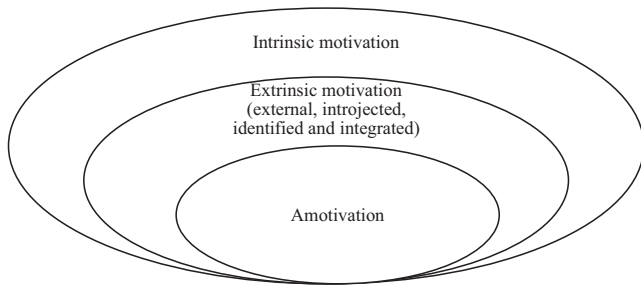 Intrinsic motivation
Extrinsic motivation
(external, introjected,
identified and integrated)
Amotivation